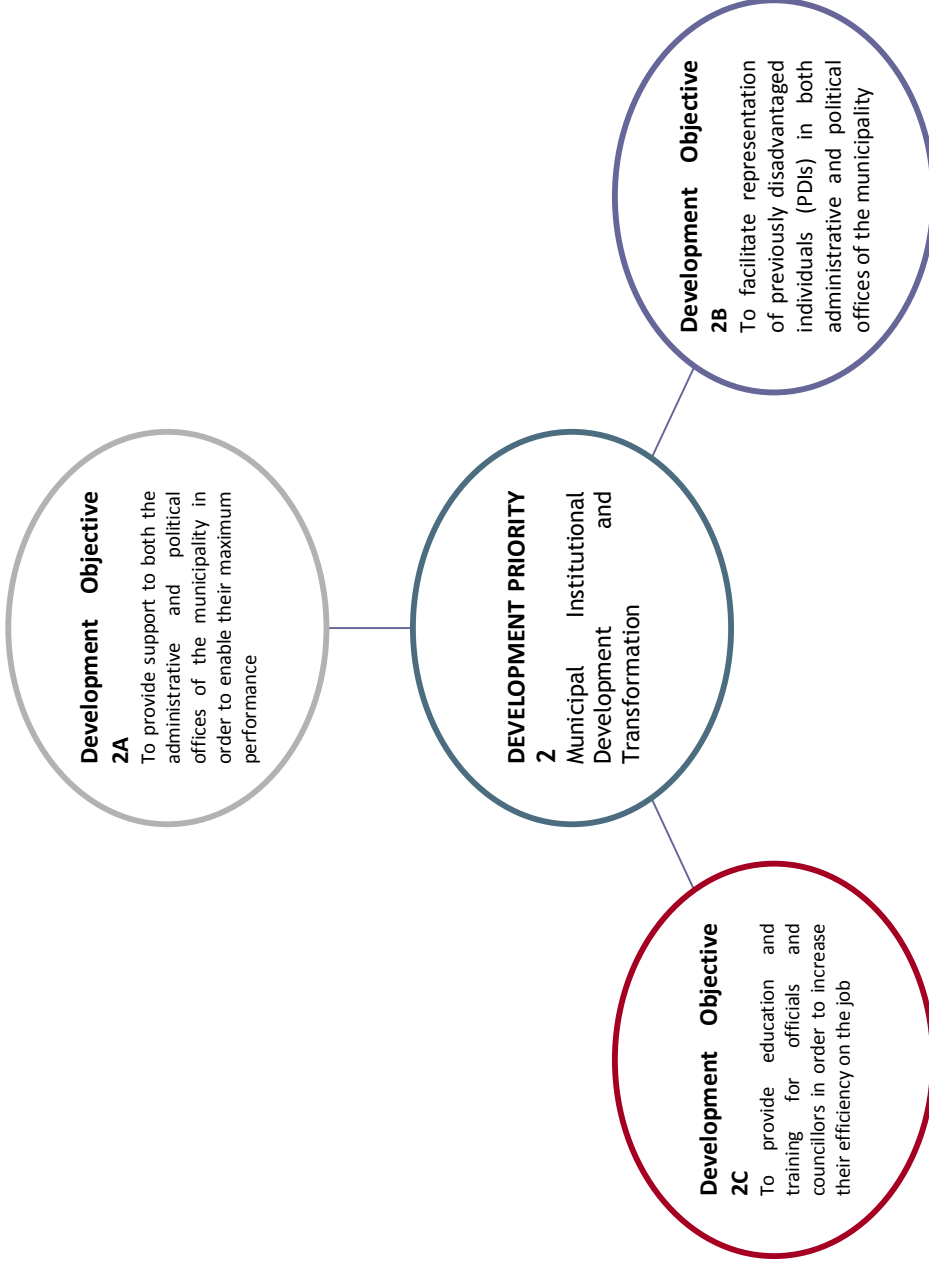 Development Objective
2A
To provide support to both the
administrative and political
offices of the municipality in
order to enable their maximum
performance
DEVELOPMENT PRIORITY
2
Municipal Institutional
Development and
Transformation
Development Objective
2B
To facilitate representation
of previously disadvantaged
individuals (PDIs) in both
administrative and political
offices of the municipality
Development Objective
2C
To provide education and
training for officials and
councillors in order to increase
their efficiency on the job